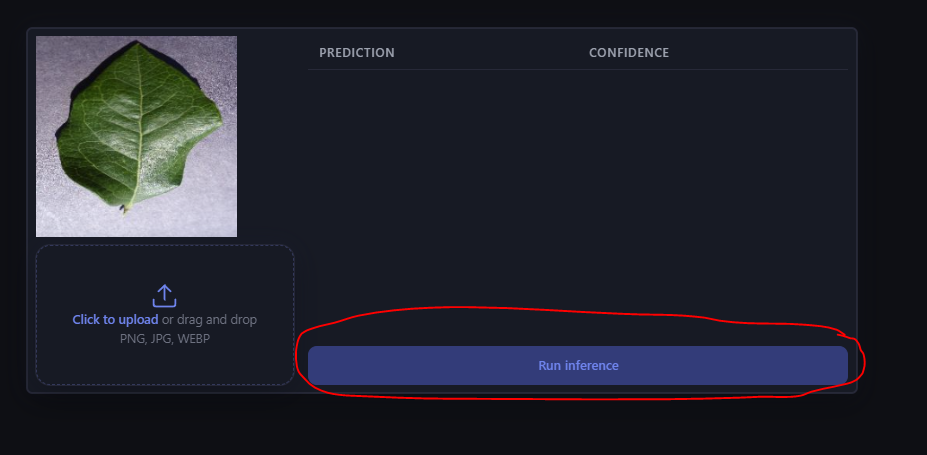 PREDICTION CONFIDENCE
Click to upload or drag and drop
PNG, JPG, WEBP
Run inference